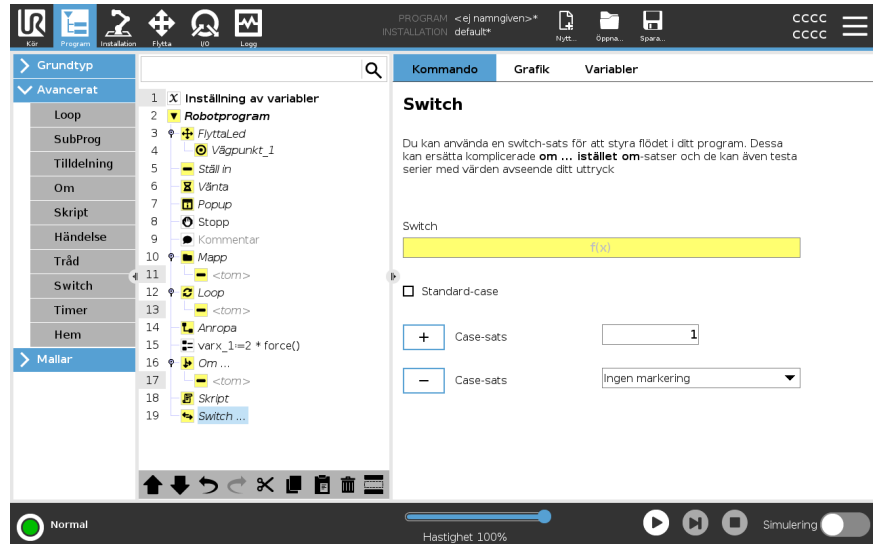 UR
Kör
Program
Installation
Flytta
I/O
Logg
PROGRAM <ej namngiven>*
INSTALLATION default*
Nytt...
Öppna...
Spara...
CCCC
CCCC
Grundtyp
Avancerat
Loop
SubProg
Tilldelning
Om
Skript
Händelse
Tråd
Switch
Timer
Hem
Mallar
1 X Inställning av variabler
2 Robotprogram
3 FlyttaLed
4 Vägpunkt_1
5 Ställ in
6 Vänta
7 Popup
8 Stopp
9 Kommentar
10 Mapp
11 <tom>
12 Loop
13 <tom>
14 Anropa
15 varx_1≔2 * force()
16 Om ...
17 <tom>
18 Skript
19 Switch ...
Kommando
Grafik
Variabler
Switch
Du kan använda en switch-sats för att styra flödet i ditt program. Dessa
kan ersätta komplicerade om ... istället om-satser och de kan även testa
serier med värden avseende ditt uttryck
Switch
f(x)
Standard-case
+ Case-sats 1
− Case-sats Ingen markering
Normal
Hastighet 100%
Simulering